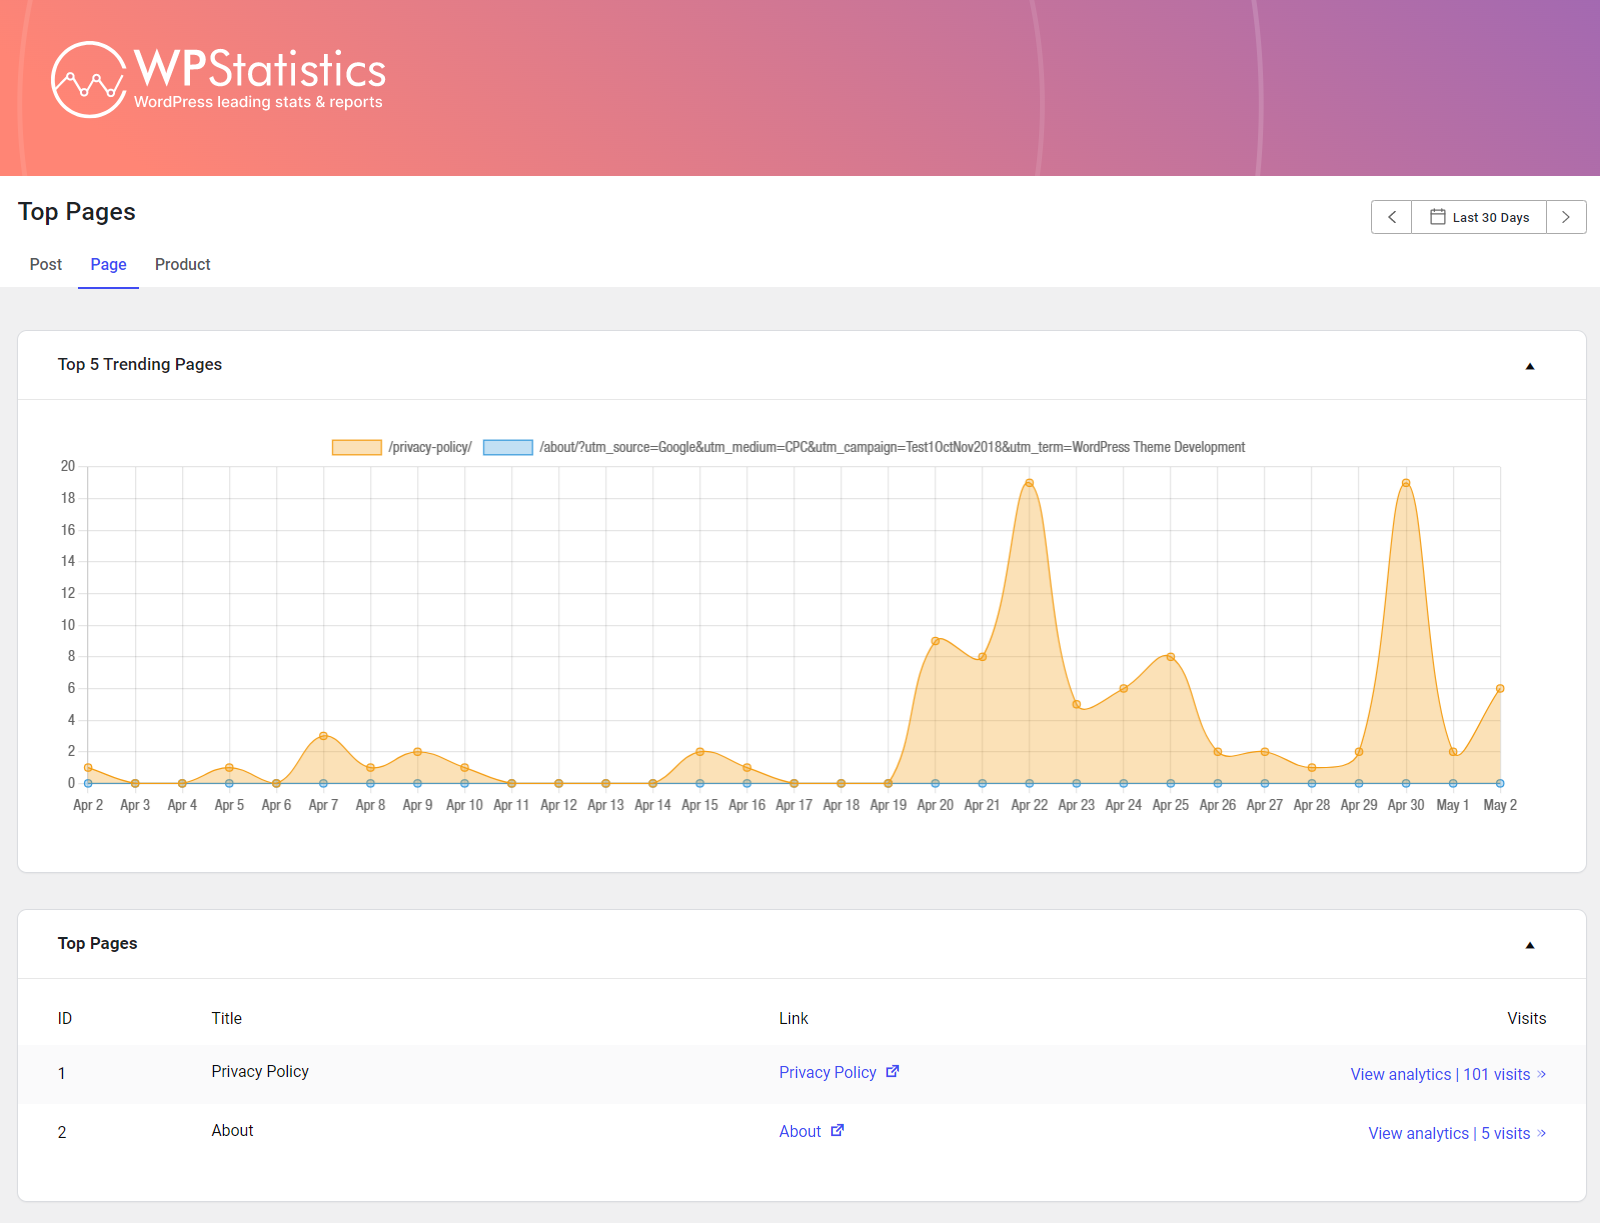 WPStatistics
WordPress leading stats & reports
Top Pages
Last 30 Days
Post Page Product
Top 5 Trending Pages
/privacy-policy/ /about/?utm_source=Google&utm_medium=CPC&utm_campaign=Test1OctNov2018&utm_term=WordPress Theme Development
20
18
16
14
12
10
8
6
4
2
0
Apr 2 Apr 3 Apr 4 Apr 5 Apr 6 Apr 7 Apr 8 Apr 9 Apr 10 Apr 11 Apr 12 Apr 13 Apr 14 Apr 15 Apr 16 Apr 17 Apr 18 Apr 19 Apr 20 Apr 21 Apr 22 Apr 23 Apr 24 Apr 25 Apr 26 Apr 27 Apr 28 Apr 29 Apr 30 May 1 May 2
Top Pages
ID Title Link Visits
1 Privacy Policy Privacy Policy View analytics | 101 visits »
2 About About View analytics | 5 visits »